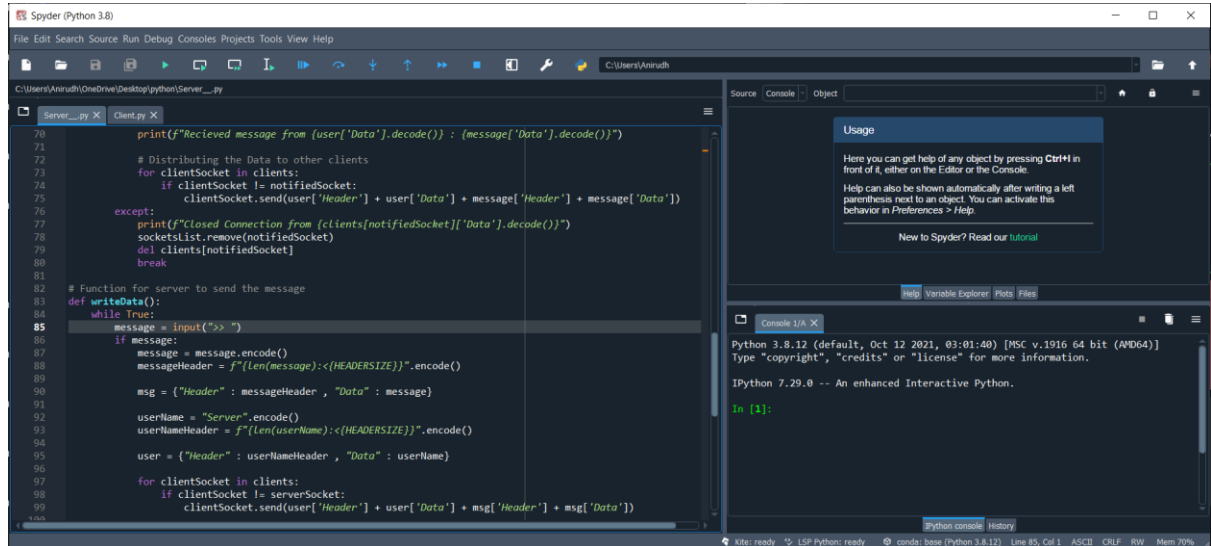 Spyder (Python 3.8)
File Edit Search Source Run Debug Consoles Projects Tools View Help
C:\Users\Anirudh
C:\Users\Anirudh\OneDrive\Desktop\python\Server__.py
Server__.py X Client.py X
70 print(f"Recieved message from {user['Data'].decode()} : {message['Data'].decode()}")
71
72 # Distributing the Data to other clients
73 for clientSocket in clients:
74 if clientSocket != notifiedSocket:
75 clientSocket.send(user['Header'] + user['Data'] + message['Header'] + message['Data'])
76 except:
77 print(f"Closed Connection from {clients[notifiedSocket]['Data'].decode()}")
78 socketsList.remove(notifiedSocket)
79 del clients[notifiedSocket]
80 break
81
82 # Function for server to send the message
83 def writeData():
84 while True:
85 message = input(">> ")
86 if message:
87 message = message.encode()
88 messageHeader = f"{len(message):<{HEADERSIZE}}".encode()
89
90 msg = {"Header" : messageHeader , "Data" : message}
91
92 userName = "Server".encode()
93 userNameHeader = f"{len(userName):<{HEADERSIZE}}".encode()
94
95 user = {"Header" : userNameHeader , "Data" : userName}
96
97 for clientSocket in clients:
98 if clientSocket != serverSocket:
99 clientSocket.send(user['Header'] + user['Data'] + msg['Header'] + msg['Data'])
100
Source Console Object
Usage
Here you can get help of any object by pressing Ctrl+I in
front of it, either on the Editor or the Console.
Help can also be shown automatically after writing a left
parenthesis next to an object. You can activate this
behavior in Preferences > Help.
New to Spyder? Read our tutorial
Help Variable Explorer Plots Files
Console 1/A X
Python 3.8.12 (default, Oct 12 2021, 03:01:40) [MSC v.1916 64 bit (AMD64)]
Type "copyright", "credits" or "license" for more information.
IPython 7.29.0 -- An enhanced Interactive Python.
In [1]:
IPython console History
Kite: ready LSP Python: ready conda: base (Python 3.8.12) Line 85, Col 1 ASCII CRLF RW Mem 70%